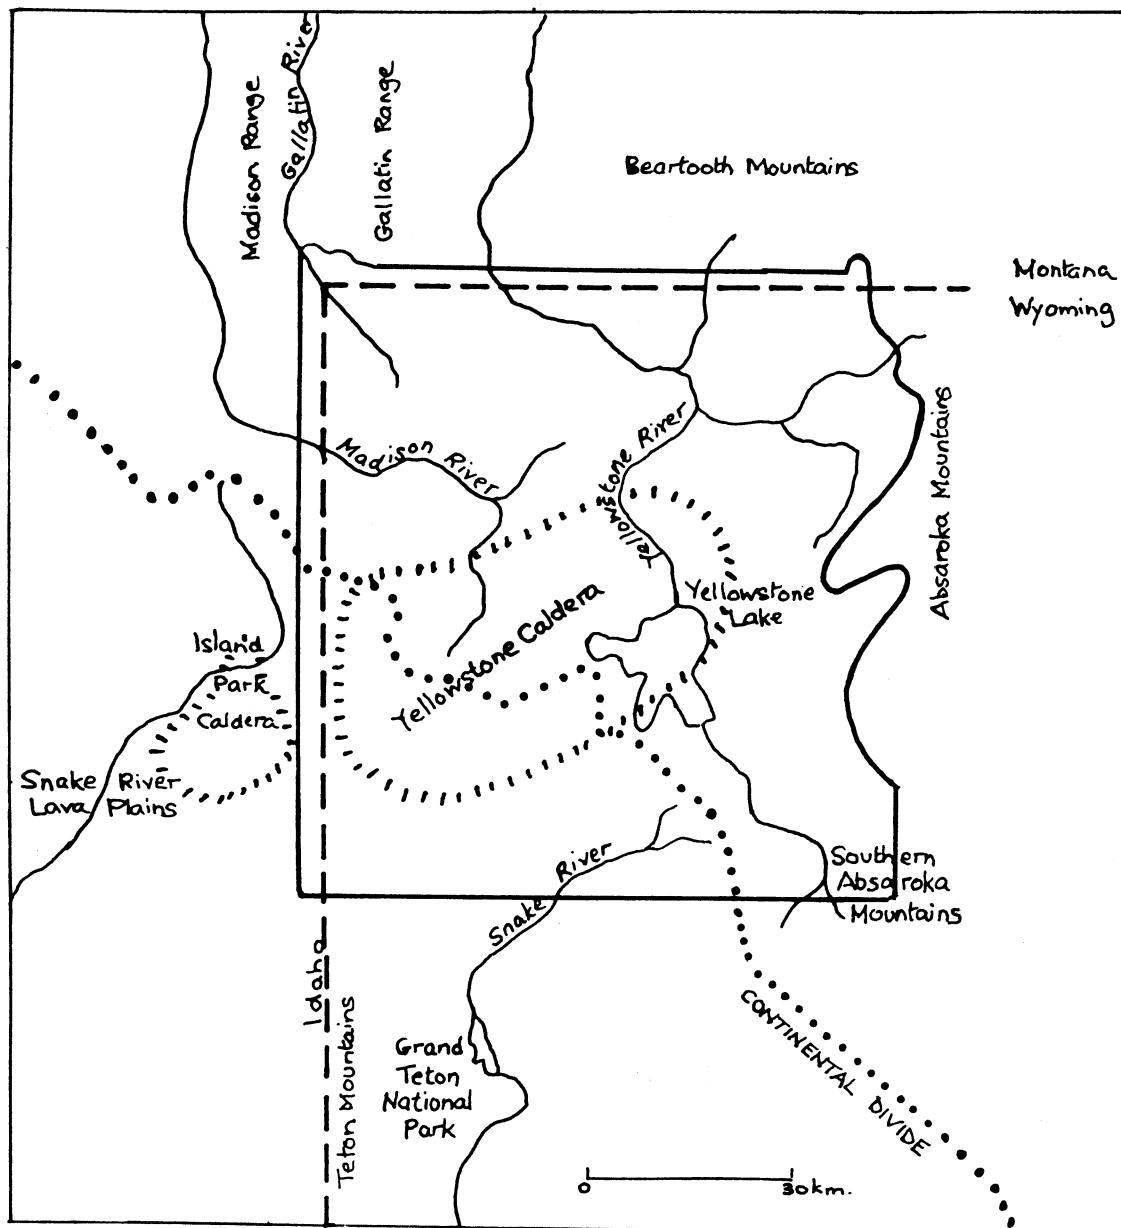 Madison Range
Gallatin River
Gallatin Range
Beartooth Mountains
Montana
Wyoming
Madison River
Yellowstone River
Absaroka Mountains
Yellowstone
Lake
Yellowstone Caldera
Island
Park
Caldera
Snake River
Lava Plains
Snake River
Southern
Absaroka
Mountains
Idaho
Teton Mountains
Grand
Teton
National
Park
CONTINENTAL DIVIDE
0 30km.